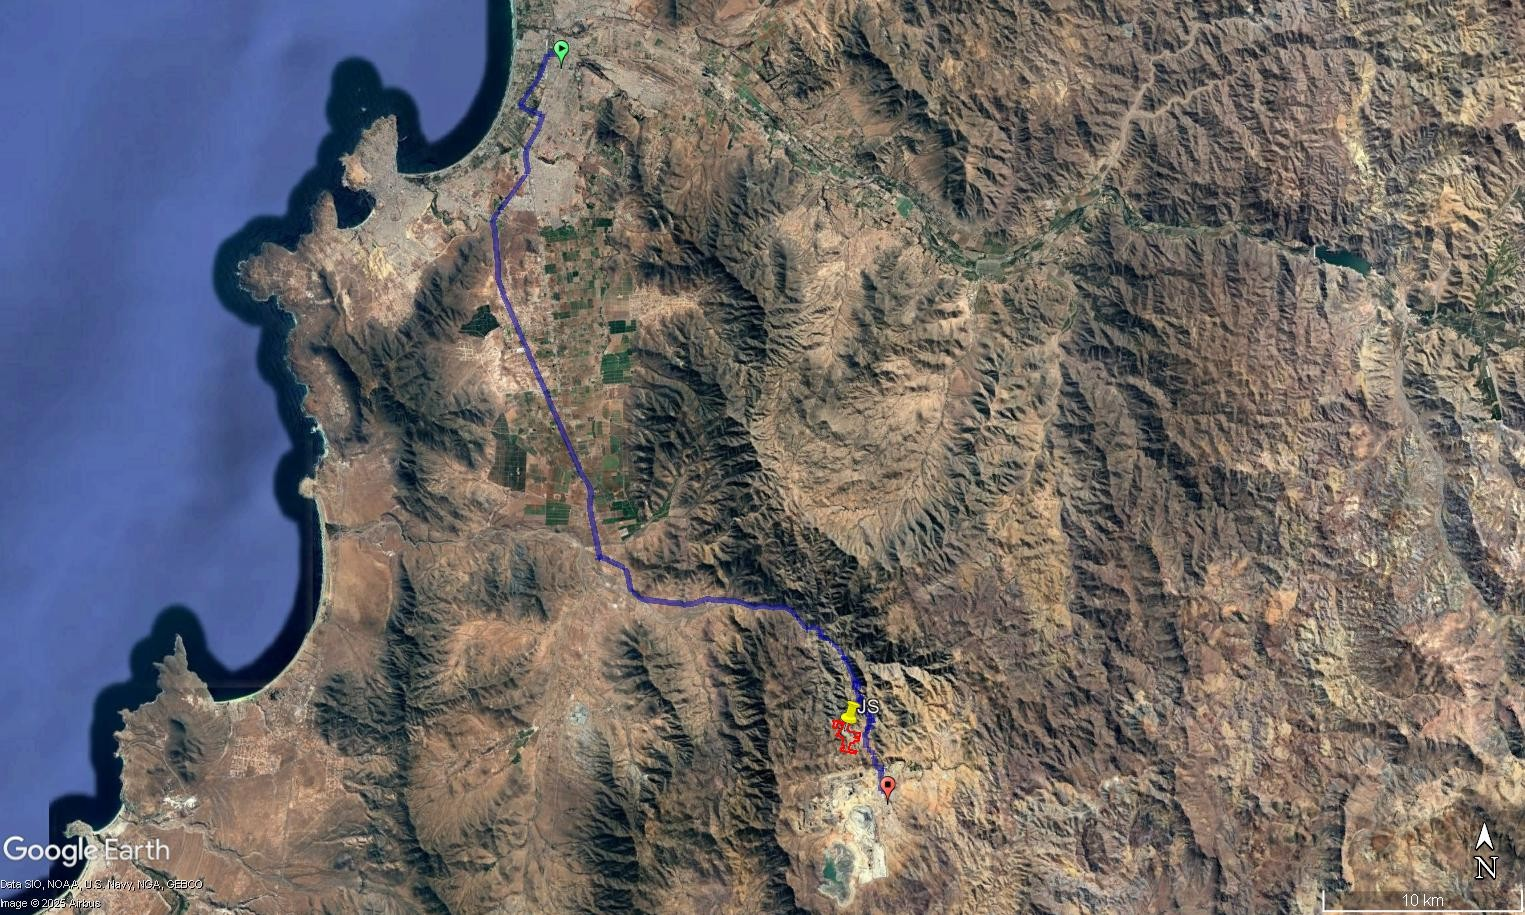 JS
Google Earth
Data SIO, NOAA, U.S. Navy, NGA, GEBCO
Image © 2025 Airbus
N
10 km